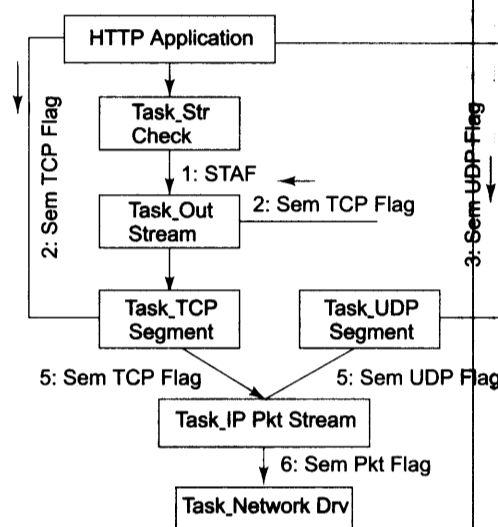 HTTP Application
Task_Str
Check
1: STAF
Task_Out
Stream
2: Sem TCP Flag
2: Sem TCP Flag
3: Sem UDP Flag
Task_TCP
Segment
Task_UDP
Segment
5: Sem TCP Flag
5: Sem UDP Flag
Task_IP Pkt Stream
6: Sem Pkt Flag
Task_Network Drv